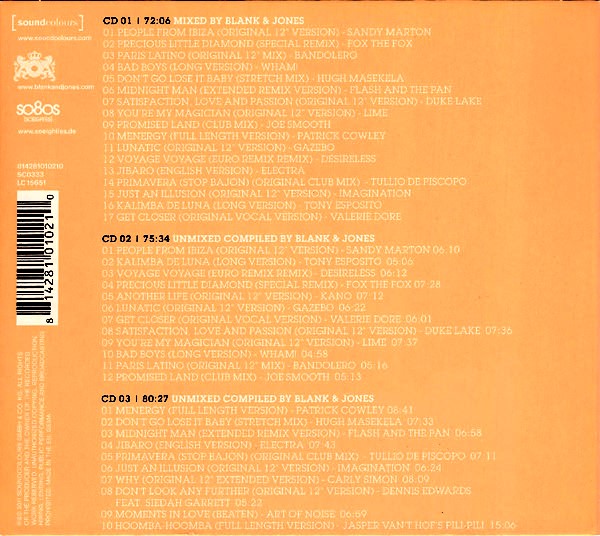 [soundcolours]
www.soundcolours.com
www.blankandjones.com
so8os
[SOEIGHTIES]
www.soeighties.de
814281010210
SC0333
LC15651
8 14281 01021 0
CD 01 | 72:06 MIXED BY BLANK & JONES
01 PEOPLE FROM IBIZA (ORIGINAL 12" VERSION) - SANDY MARTON
02 PRECIOUS LITTLE DIAMOND (SPECIAL REMIX) - FOX THE FOX
03 PARIS LATINO (ORIGINAL 12" MIX) - BANDOLERO
04 BAD BOYS (LONG VERSION) - WHAM!
05 DON'T GO LOSE IT BABY (STRETCH MIX) - HUGH MASEKELA
06 MIDNIGHT MAN (EXTENDED REMIX VERSION) - FLASH AND THE PAN
07 SATISFACTION, LOVE AND PASSION (ORIGINAL 12" VERSION) - DUKE LAKE
08 YOU'RE MY MAGICIAN (ORIGINAL 12" VERSION) - LIME
09 PROMISED LAND (CLUB MIX) - JOE SMOOTH
10 MENERGY (FULL LENGTH VERSION) - PATRICK COWLEY
11 LUNATIC (ORIGINAL 12" VERSION) - GAZEBO
12 VOYAGE VOYAGE (EURO REMIX REMIX) - DESIRELESS
13 JIBARO (ENGLISH VERSION) - ELECTRA
14 PRIMAVERA (STOP BAJON) (ORIGINAL CLUB MIX) - TULLIO DE PISCOPO
15 JUST AN ILLUSION (ORIGINAL 12" VERSION) - IMAGINATION
16 KALIMBA DE LUNA (LONG VERSION) - TONY ESPOSITO
17 GET CLOSER (ORIGINAL VOCAL VERSION) - VALERIE DORE
CD 02 | 75:34 UNMIXED COMPILED BY BLANK & JONES
01 PEOPLE FROM IBIZA (ORIGINAL 12" VERSION) - SANDY MARTON 06:10
02 KALIMBA DE LUNA (LONG VERSION) - TONY ESPOSITO 05:06
03 VOYAGE VOYAGE (EURO REMIX REMIX) - DESIRELESS - 06:12
04 PRECIOUS LITTLE DIAMOND (SPECIAL REMIX) - FOX THE FOX 07:28
05 ANOTHER LIFE (ORIGINAL 12" VERSION) - KANO 07:12
06 LUNATIC (ORIGINAL 12" VERSION) - GAZEBO - 06:22
07 GET CLOSER (ORIGINAL VOCAL VERSION) - VALERIE DORE - 06:01
08 SATISFACTION, LOVE AND PASSION (ORIGINAL 12" VERSION) - DUKE LAKE 07:36
09 YOU'RE MY MAGICIAN (ORIGINAL 12" VERSION) - LIME 07:37
10 BAD BOYS (LONG VERSION) - WHAM! 04:58
11 PARIS LATINO (ORIGINAL 12" VERSION) - BANDOLERO - 05:16
12 PROMISED LAND (CLUB MIX) - JOE SMOOTH 05:13
CD 03 | 80:27 UNMIXED COMPILED BY BLANK & JONES
01 MENERGY (FULL LENGTH VERSION) - PATRICK COWLEY 08:41
02 DON'T GO LOSE IT BABY (STRETCH MIX) - HUGH MASEKELA 07:33
03 MIDNIGHT MAN (EXTENDED REMIX VERSION) - FLASH AND THE PAN - 06:58
04 JIBARO (ENGLISH VERSION) - ELECTRA - 07:43
05 PRIMAVERA (STOP BAJON) (ORIGINAL CLUB MIX) - TULLIO DE PISCOPO 07:11
06 JUST AN ILLUSION (ORIGINAL 12" VERSION) - IMAGINATION - 06:24
07 WHY (ORIGINAL 12" EXTENDED VERSION) - CARLY SIMON 08:09
08 DON'T LOOK ANY FURTHER (ORIGINAL 12" VERSION) - DENNIS EDWARDS
FEAT. SIEDAH GARRETT 05:22
09 MOMENTS IN LOVE (BEATEN) - ART OF NOISE 06:59
10 HOOMBA HOOMBA (FULL LENGTH VERSION) - JASPER VAN'T HOF'S PILI PILI 15:06